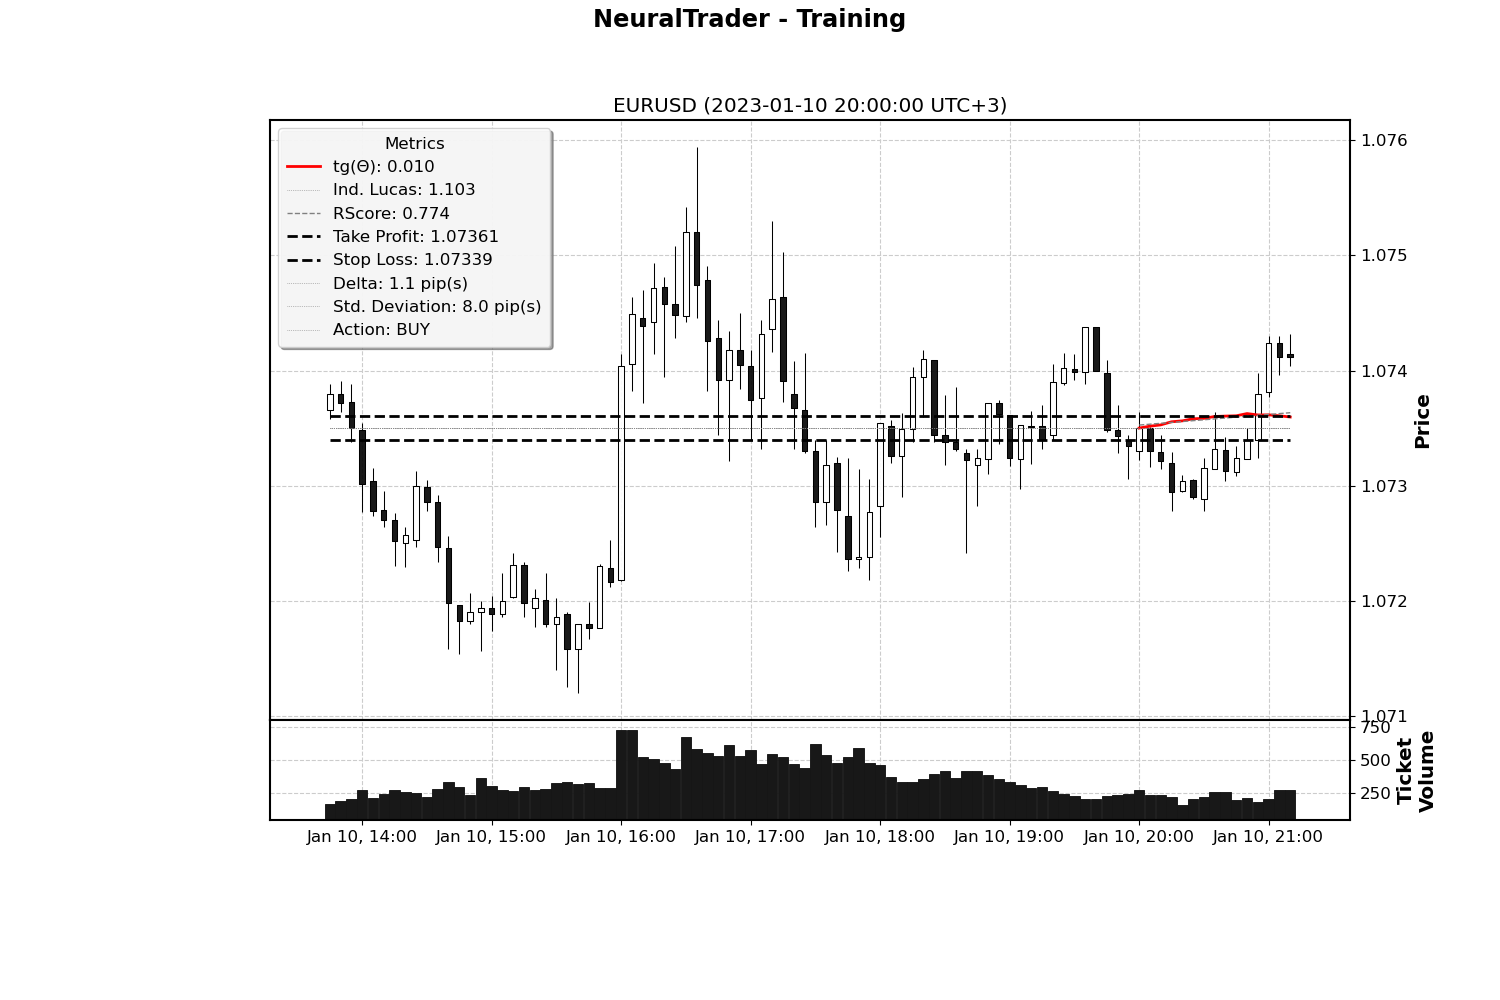 NeuralTrader - Training
EURUSD (2023-01-10 20:00:00 UTC+3)
Metrics
tg(Θ): 0.010
Ind. Lucas: 1.103
RScore: 0.774
Take Profit: 1.07361
Stop Loss: 1.07339
Delta: 1.1 pip(s)
Std. Deviation: 8.0 pip(s)
Action: BUY
1.076
1.075
1.074
1.073
1.072
1.071
Price
750
500
250
Ticket
Volume
Jan 10, 14:00 Jan 10, 15:00 Jan 10, 16:00 Jan 10, 17:00 Jan 10, 18:00 Jan 10, 19:00 Jan 10, 20:00 Jan 10, 21:00